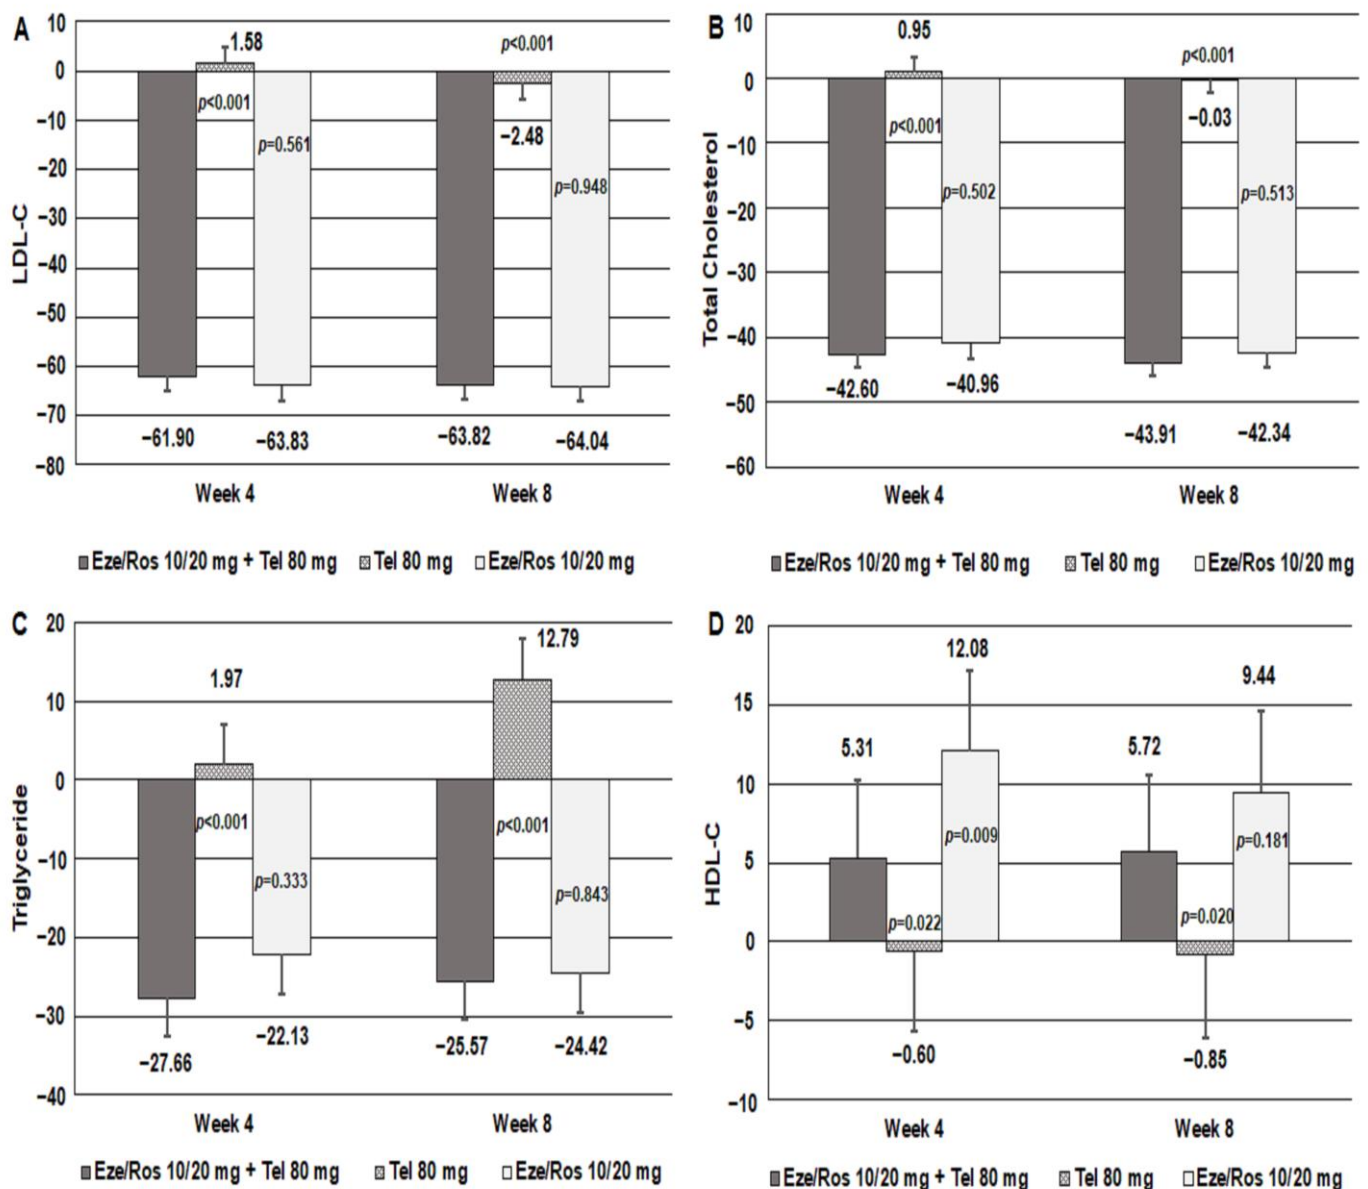 A
10
0
−10
−20
−30
−40
−50
−60
−70
−80
LDL-C
1.58
p<0.001
p<0.001
p=0.561
−2.48
p=0.948
−61.90
−63.83
−63.82
−64.04
Week 4
Week 8
Eze/Ros 10/20 mg + Tel 80 mg Tel 80 mg Eze/Ros 10/20 mg
B
10
0
−10
−20
−30
−40
−50
−60
Total Cholesterol
0.95
p<0.001
p<0.001
−0.03
p=0.502
p=0.513
−42.60
−40.96
−43.91
−42.34
Week 4
Week 8
Eze/Ros 10/20 mg + Tel 80 mg Tel 80 mg Eze/Ros 10/20 mg
C
20
10
0
−10
−20
−30
−40
Triglyceride
1.97
12.79
p<0.001
p<0.001
p=0.333
p=0.843
−27.66
−22.13
−25.57
−24.42
Week 4
Week 8
Eze/Ros 10/20 mg + Tel 80 mg Tel 80 mg Eze/Ros 10/20 mg
D
20
15
10
5
0
−5
−10
HDL-C
5.31
12.08
5.72
9.44
p=0.009
p=0.181
p=0.022
p=0.020
−0.60
−0.85
Week 4
Week 8
Eze/Ros 10/20 mg + Tel 80 mg Tel 80 mg Eze/Ros 10/20 mg